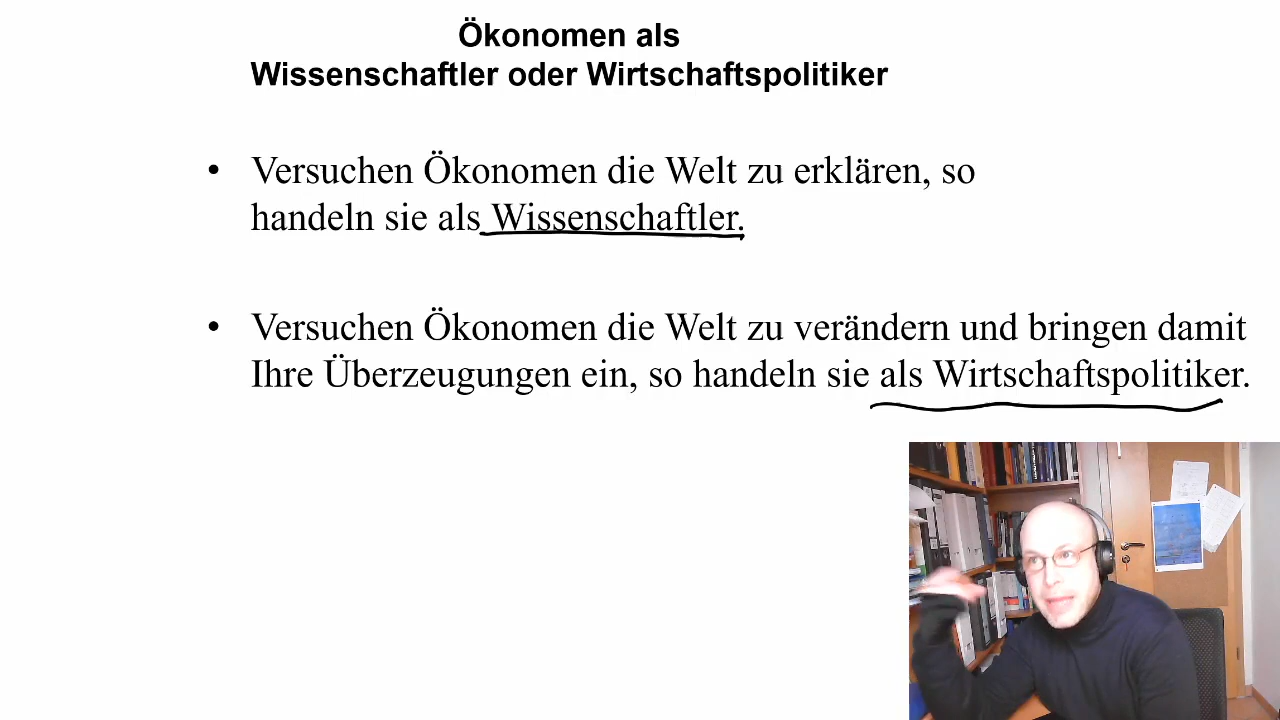 Ökonomen als
Wissenschaftler oder Wirtschaftspolitiker
• Versuchen Ökonomen die Welt zu erklären, so
handeln sie als Wissenschaftler.
• Versuchen Ökonomen die Welt zu verändern und bringen damit
Ihre Überzeugungen ein, so handeln sie als Wirtschaftspolitiker.